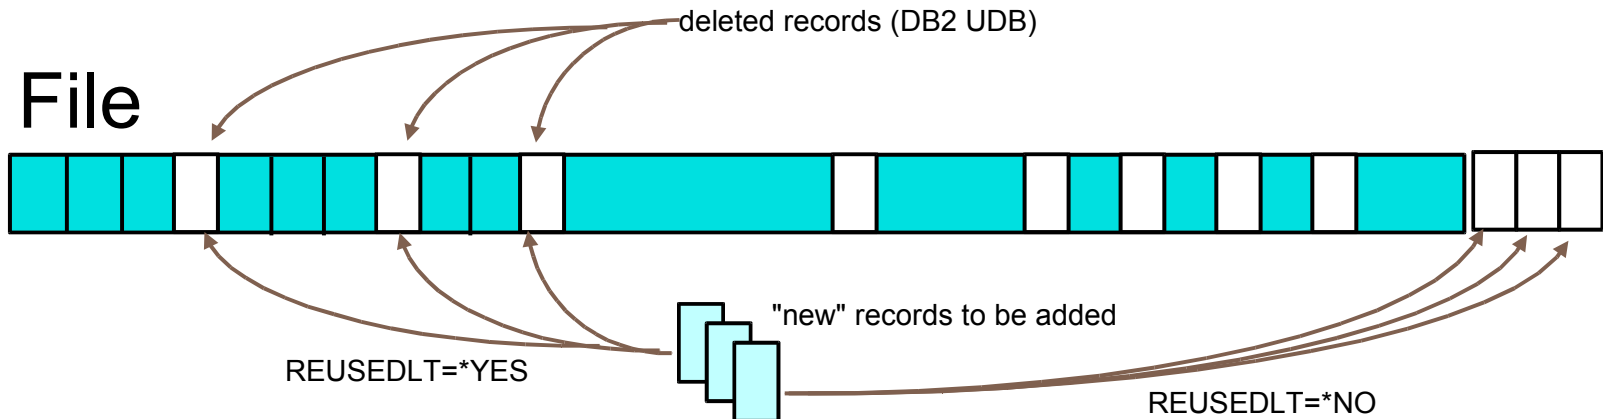 deleted records (DB2 UDB)
File
"new" records to be added
REUSEDLT=*YES
REUSEDLT=*NO